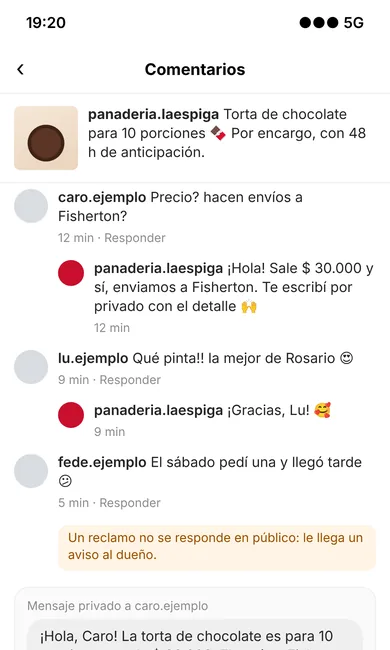 19:20
5G
Comentarios
panaderia.laespiga Torta de chocolate
para 10 porciones 🍫 Por encargo, con 48
h de anticipación.
caro.ejemplo Precio? hacen envíos a
Fisherton?
12 min · Responder
panaderia.laespiga ¡Hola! Sale $ 30.000 y
sí, enviamos a Fisherton. Te escribí por
privado con el detalle 🙌
12 min
lu.ejemplo Qué pinta!! la mejor de Rosario 😍
9 min · Responder
panaderia.laespiga ¡Gracias, Lu! 🥰
9 min
fede.ejemplo El sábado pedí una y llegó tarde
😕
5 min · Responder
Un reclamo no se responde en público: le llega un
aviso al dueño.
Mensaje privado a caro.ejemplo
¡Hola, Caro! La torta de chocolate es para 10